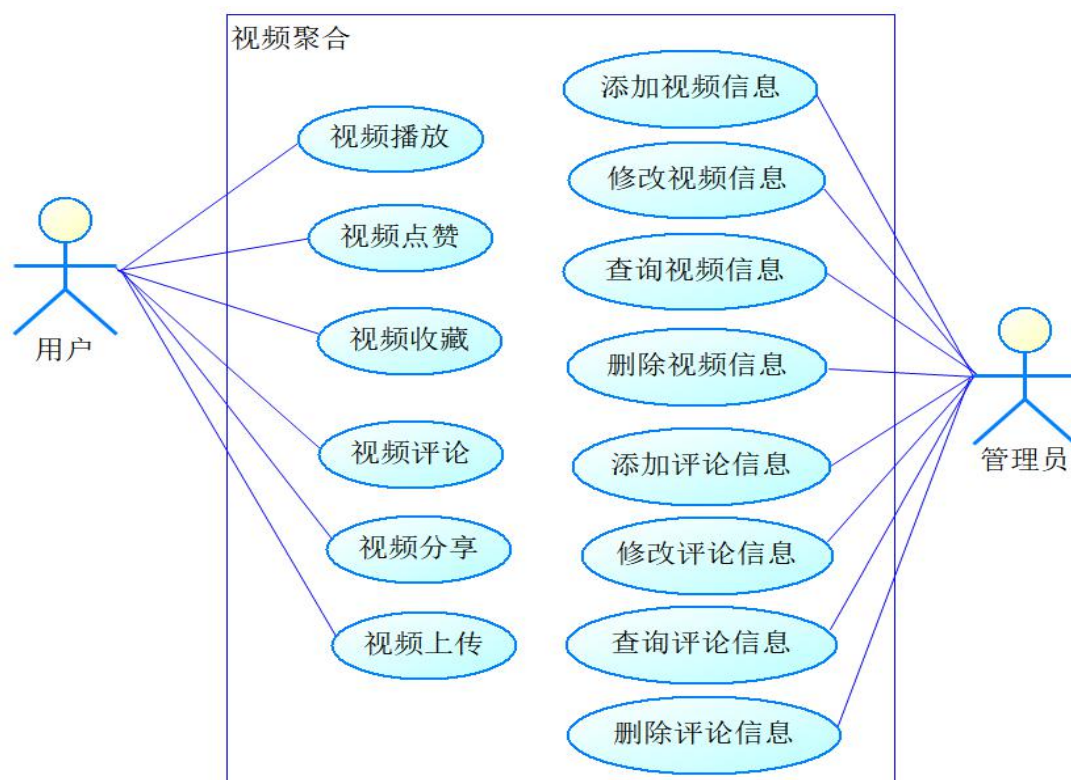 视频聚合
视频播放
视频点赞
视频收藏
视频评论
视频分享
视频上传
添加视频信息
修改视频信息
查询视频信息
删除视频信息
添加评论信息
修改评论信息
查询评论信息
删除评论信息
用户
管理员